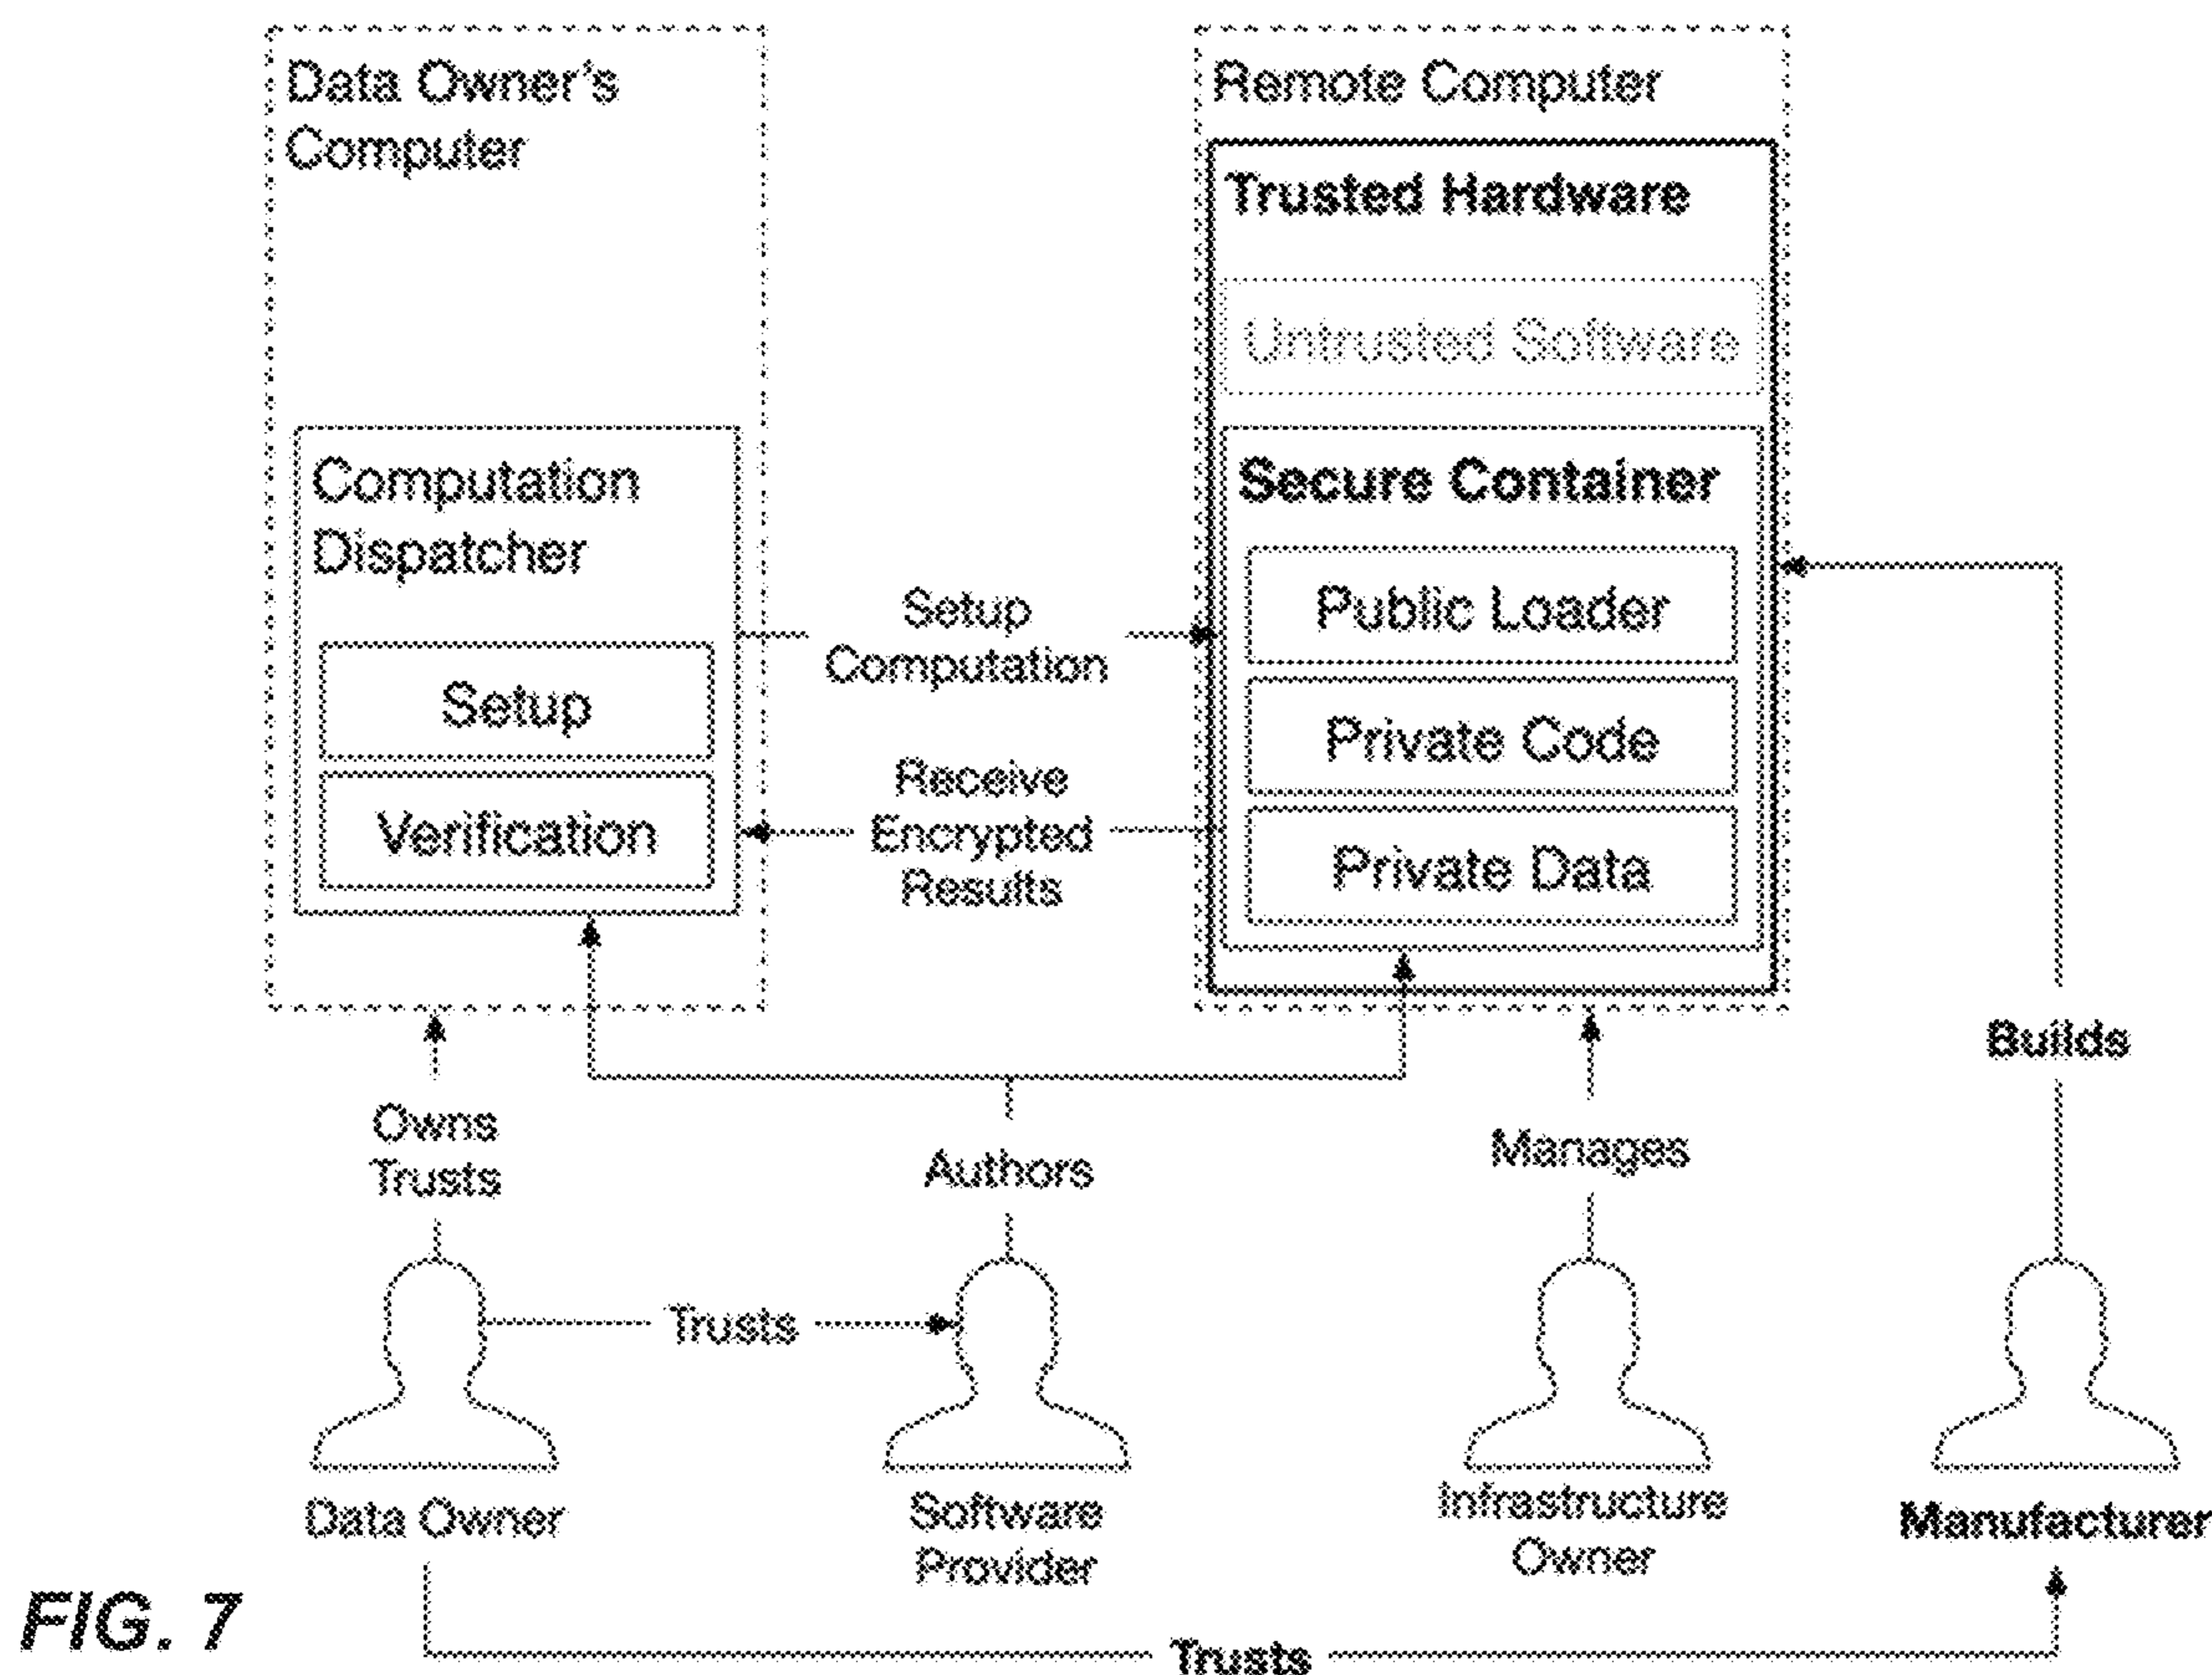 Data Owner's
Computer
Computation
Dispatcher
Setup
Verification
Setup
Computation
Receive
Encrypted
Results
Remote Computer
Trusted Hardware
Untrusted Software
Secure Container
Public Loader
Private Code
Private Data
Owns
Trusts
Authors
Manages
Builds
Trusts
Data Owner
Software
Provider
Infrastructure
Owner
Manufacturer
Trusts
FIG. 7